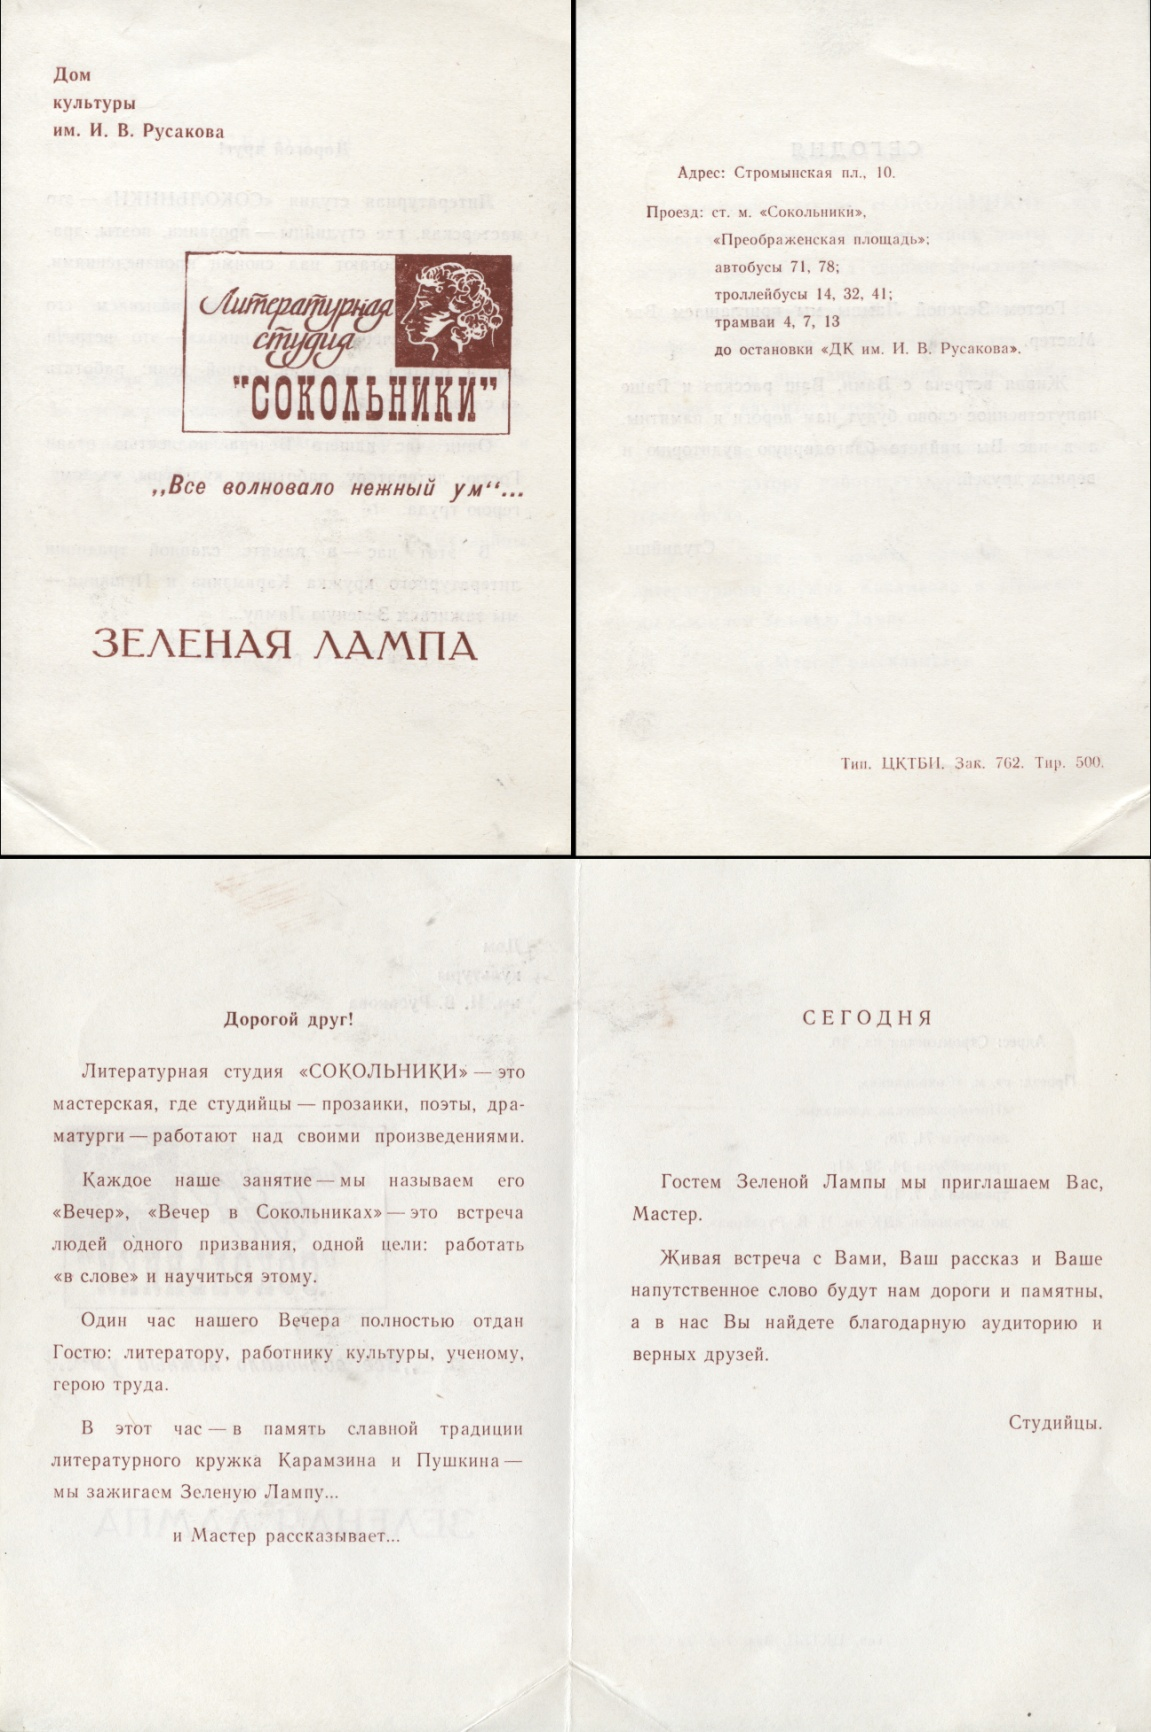 Дом
культуры
им. И. В. Русакова
Литературная
студия
"СОКОЛЬНИКИ"
„Все волновало нежный ум“...
ЗЕЛЕНАЯ ЛАМПА
Адрес: Стромынская пл., 10.
Проезд: ст. м. «Сокольники»,
«Преображенская площадь»;
автобусы 71, 78;
троллейбусы 14, 32, 41;
трамваи 4, 7, 13
до остановки «ДК им. И. В. Русакова».
Тип. ЦКТБИ. Зак. 762. Тир. 500.
Дорогой друг!
Литературная студия «СОКОЛЬНИКИ» — это
мастерская, где студийцы — прозаики, поэты, дра-
матурги — работают над своими произведениями.
Каждое наше занятие — мы называем его
«Вечер», «Вечер в Сокольниках» — это встреча
людей одного призвания, одной цели: работать
«в слове» и научиться этому.
Один час нашего Вечера полностью отдан
Гостю: литератору, работнику культуры, ученому,
герою труда.
В этот час — в память славной традиции
литературного кружка Карамзина и Пушкина —
мы зажигаем Зеленую Лампу...
и Мастер рассказывает...
СЕГОДНЯ
Гостем Зеленой Лампы мы приглашаем Вас,
Мастер.
Живая встреча с Вами, Ваш рассказ и Ваше
напутственное слово будут нам дороги и памятны,
а в нас Вы найдете благодарную аудиторию и
верных друзей.
Студийцы.